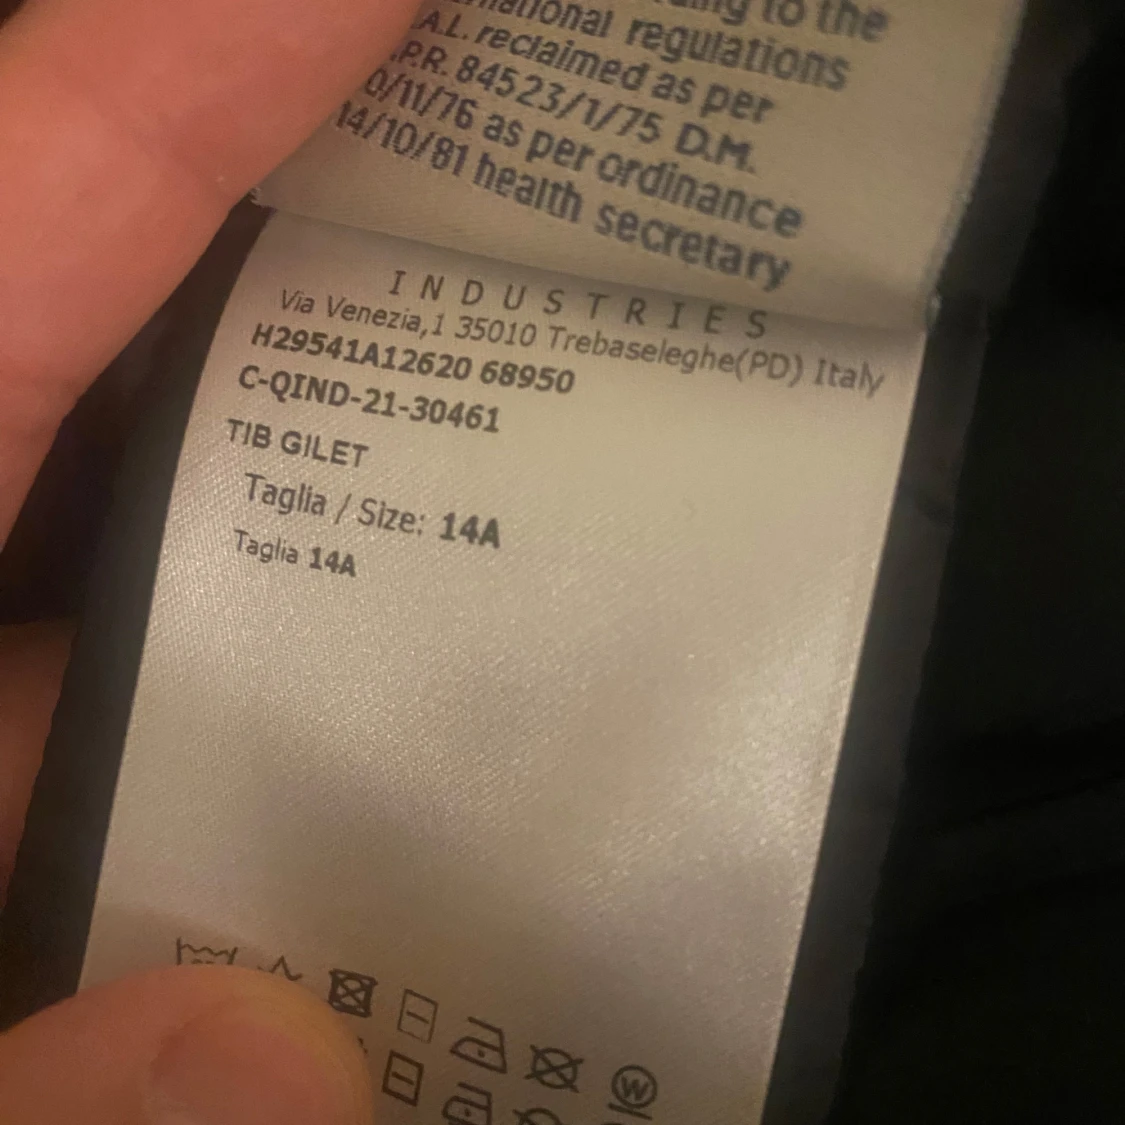 to the
regulations
.A.L. reclaimed as per
.P.R. 84523/1/75 D.M.
0/11/76 as per ordinance
14/10/81 health secretary
INDUSTRIES
Via Venezia,1 35010 Trebaseleghe(PD) Italy
H29541A12620 68950
C-QIND-21-30461
TIB GILET
Taglia / Size: 14A
Taglia 14A
W